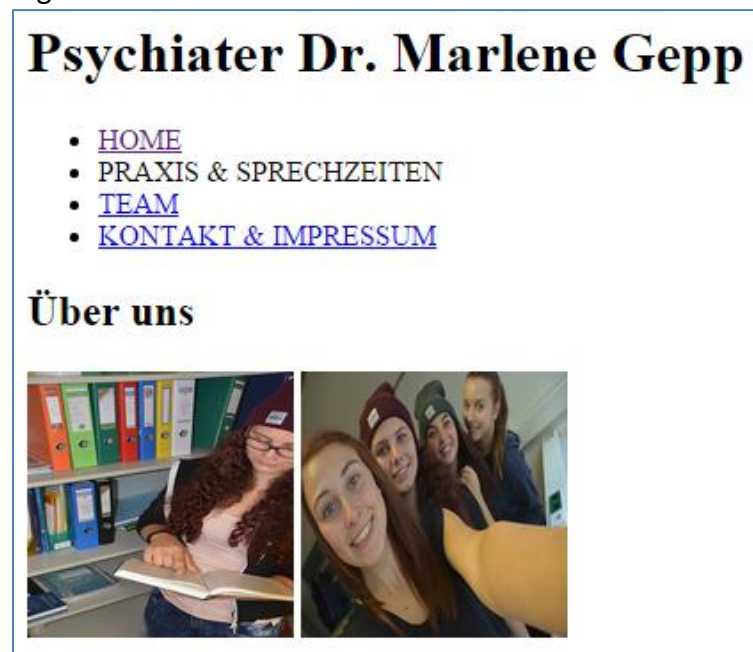 Psychiater Dr. Marlene Gepp
HOME
PRAXIS & SPRECHZEITEN
TEAM
KONTAKT & IMPRESSUM
Über uns